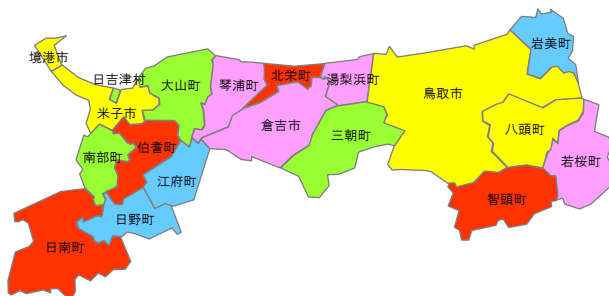 岩美町
境港市
北栄町
日吉津村
大山町
琴浦町
湯梨浜町
鳥取市
米子市
倉吉市
三朝町
八頭町
伯耆町
南部町
若桜町
江府町
智頭町
日野町
日南町